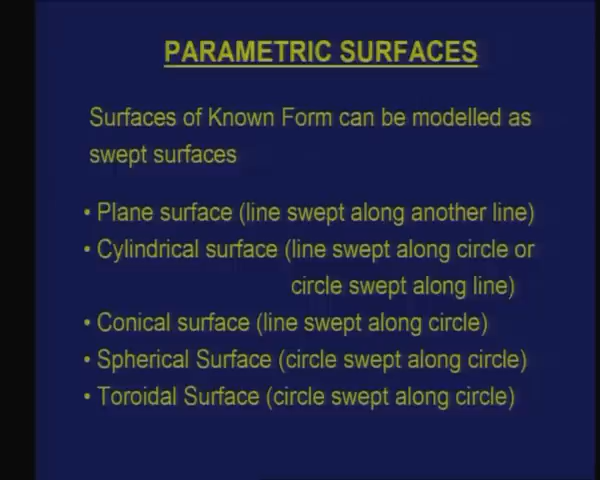 PARAMETRIC SURFACES
Surfaces of Known Form can be modelled as
swept surfaces
• Plane surface (line swept along another line)
• Cylindrical surface (line swept along circle or
circle swept along line)
• Conical surface (line swept along circle)
• Spherical Surface (circle swept along circle)
• Toroidal Surface (circle swept along circle)